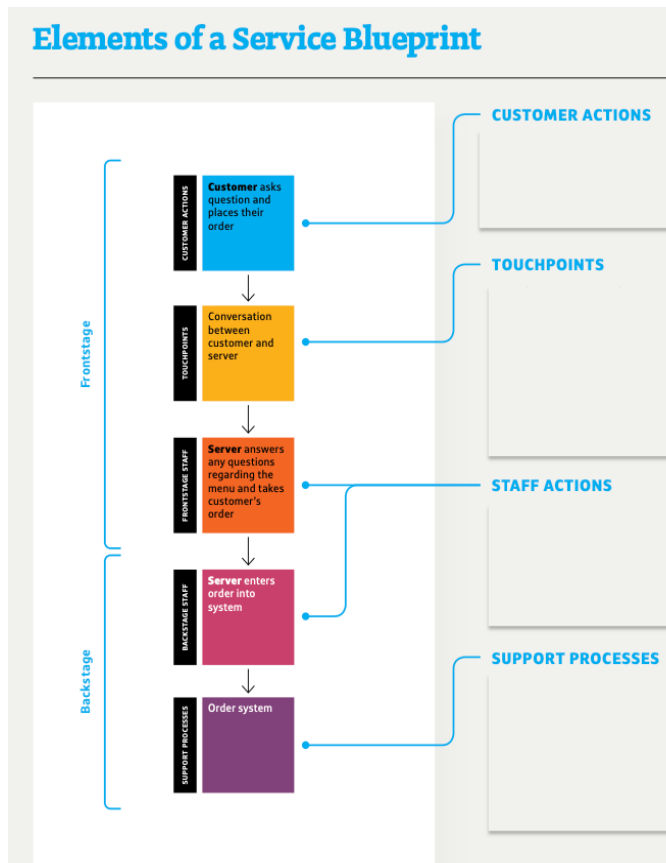 Elements of a Service Blueprint
CUSTOMER ACTIONS
CUSTOMER ACTIONS
Customer asks
question and
places their
order
TOUCHPOINTS
TOUCHPOINTS
Conversation
between
customer and
server
Frontstage
FRONTSTAGE STAFF
Server answers
any questions
regarding the
menu and takes
customer's
order
STAFF ACTIONS
BACKSTAGE STAFF
Server enters
order into
system
Backstage
SUPPORT PROCESSES
SUPPORT PROCESSES
Order system